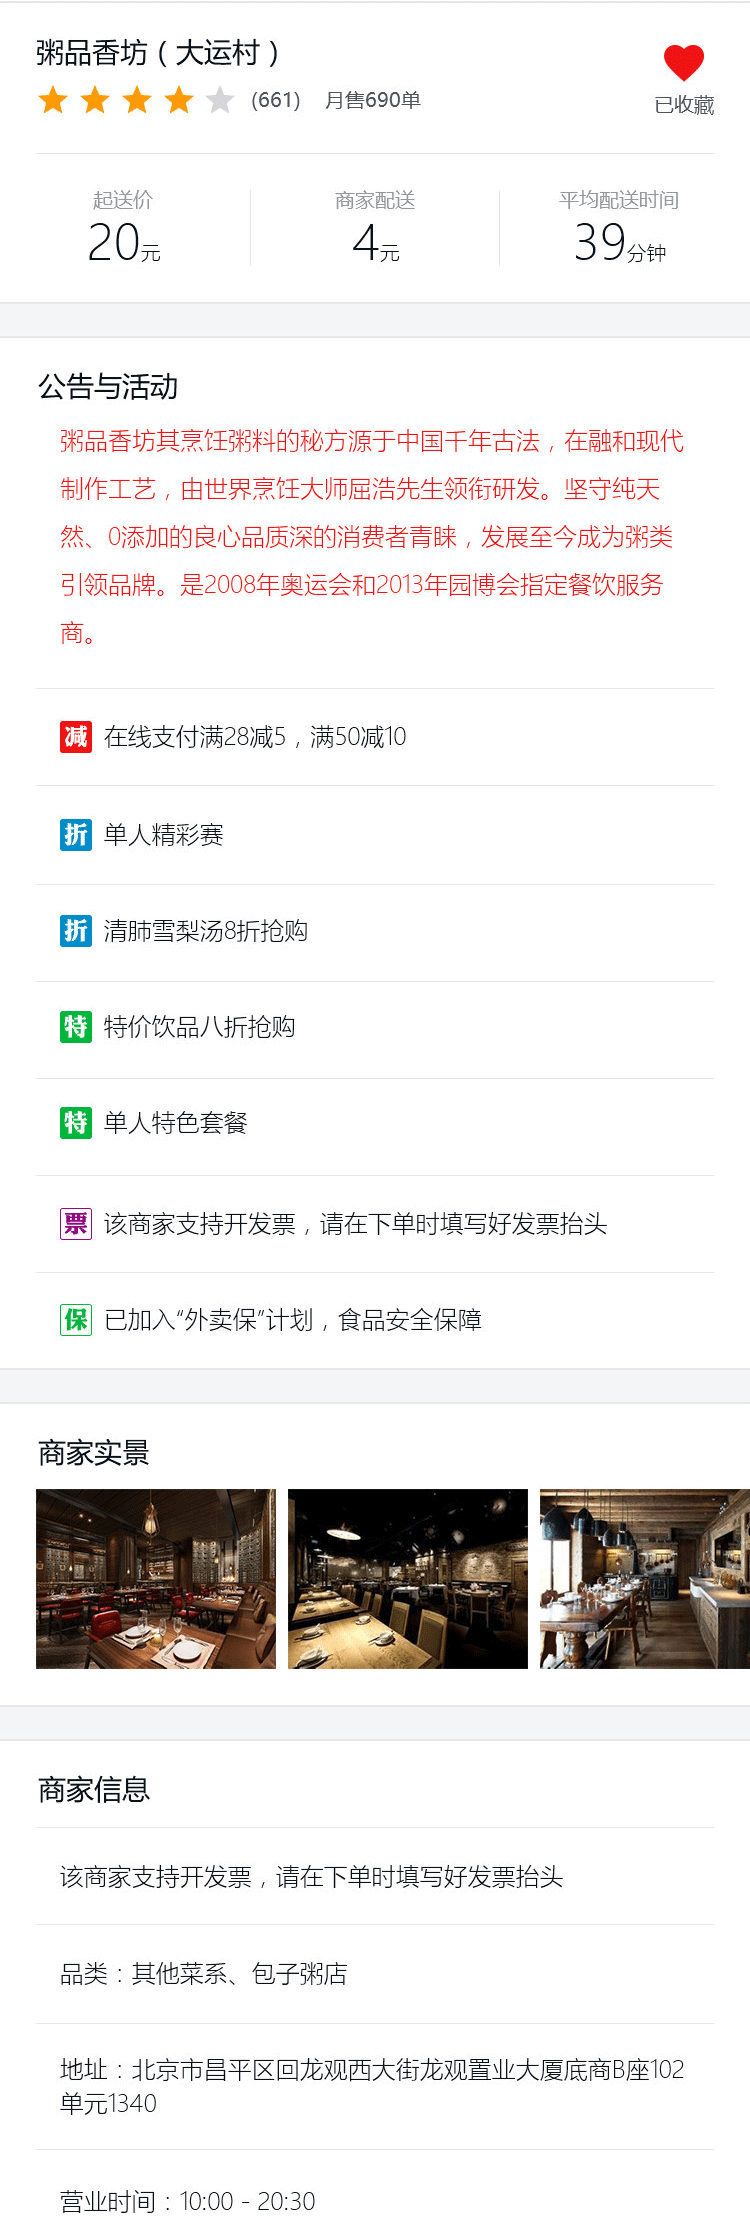 粥品香坊（大运村）
(661) 月售690单
已收藏
起送价 商家配送 平均配送时间
20元 4元 39分钟
公告与活动
粥品香坊其烹饪粥料的秘方源于中国千年古法，在融和现代
制作工艺，由世界烹饪大师屈浩先生领衔研发。坚守纯天
然、0添加的良心品质深的消费者青睐，发展至今成为粥类
引领品牌。是2008年奥运会和2013年园博会指定餐饮服务
商。
减 在线支付满28减5，满50减10
折 单人精彩赛
折 清肺雪梨汤8折抢购
特 特价饮品八折抢购
特 单人特色套餐
票 该商家支持开发票，请在下单时填写好发票抬头
保 已加入“外卖保”计划，食品安全保障
商家实景
商家信息
该商家支持开发票，请在下单时填写好发票抬头
品类：其他菜系、包子粥店
地址：北京市昌平区回龙观西大街龙观置业大厦底商B座102
单元1340
营业时间：10:00 - 20:30